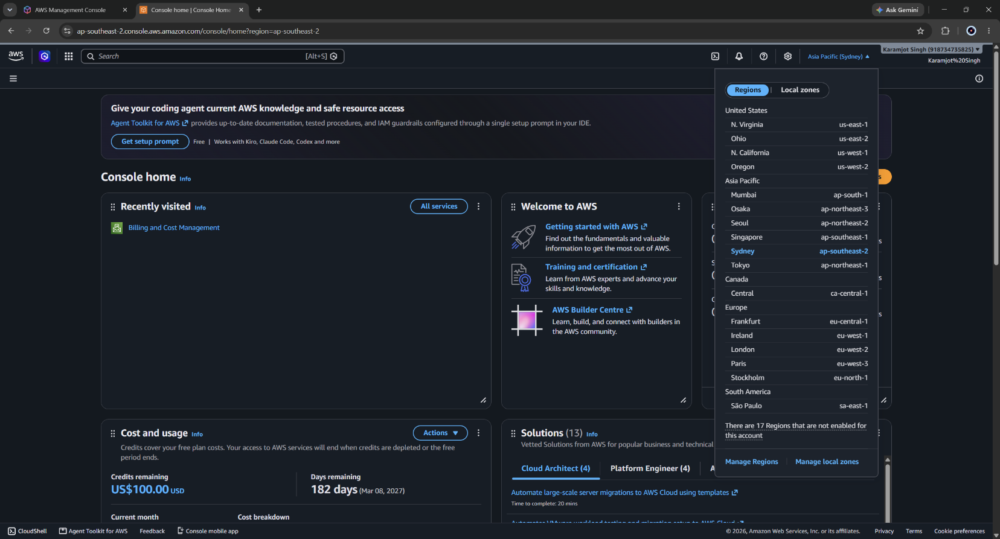 AWS Management Console
Console home | Console Home
Ask Gemini
ap-southeast-2.console.aws.amazon.com/console/home?region=ap-southeast-2
aws
Search
[Alt+S]
Asia Pacific (Sydney)
Karamjot Singh (918734735825)
Karamjot%20Singh
Give your coding agent current AWS knowledge and safe resource access
Agent Toolkit for AWS provides up-to-date documentation, tested procedures, and IAM guardrails configured through a single setup prompt in your IDE.
Get setup prompt
Free | Works with Kiro, Claude Code, Codex and more
Console home Info
Recently visited Info
All services
Billing and Cost Management
Welcome to AWS
Getting started with AWS
Find out the fundamentals and valuable
information to get the most out of AWS.
Training and certification
Learn from AWS experts and advance your
skills and knowledge.
AWS Builder Centre
Learn, build, and connect with builders in
the AWS community.
Regions | Local zones
United States
N. Virginia us-east-1
Ohio us-east-2
N. California us-west-1
Oregon us-west-2
Asia Pacific
Mumbai ap-south-1
Osaka ap-northeast-3
Seoul ap-northeast-2
Singapore ap-southeast-1
Sydney ap-southeast-2
Tokyo ap-northeast-1
Canada
Central ca-central-1
Europe
Frankfurt eu-central-1
Ireland eu-west-1
London eu-west-2
Paris eu-west-3
Stockholm eu-north-1
South America
São Paulo sa-east-1
There are 17 Regions that are not enabled for
this account
Manage Regions
Manage local zones
Cost and usage Info
Actions
Credits cover your free plan costs. Your access to AWS services will end when credits are depleted or the free
period ends.
Credits remaining
US$100.00 USD
Days remaining
182 days (Mar 08, 2027)
Current month
Cost breakdown
Solutions (13) Info
Vetted Solutions from AWS for popular business and technical
Cloud Architect (4)
Platform Engineer (4)
A
Automate large-scale server migrations to AWS Cloud using templates
Time to complete: 20 mins
Automates VMware workload testing and migration setup to AWS Cloud
CloudShell
Agent Toolkit for AWS
Feedback
Console mobile app
© 2026, Amazon Web Services, Inc. or its affiliates.
Privacy
Terms
Cookie preferences